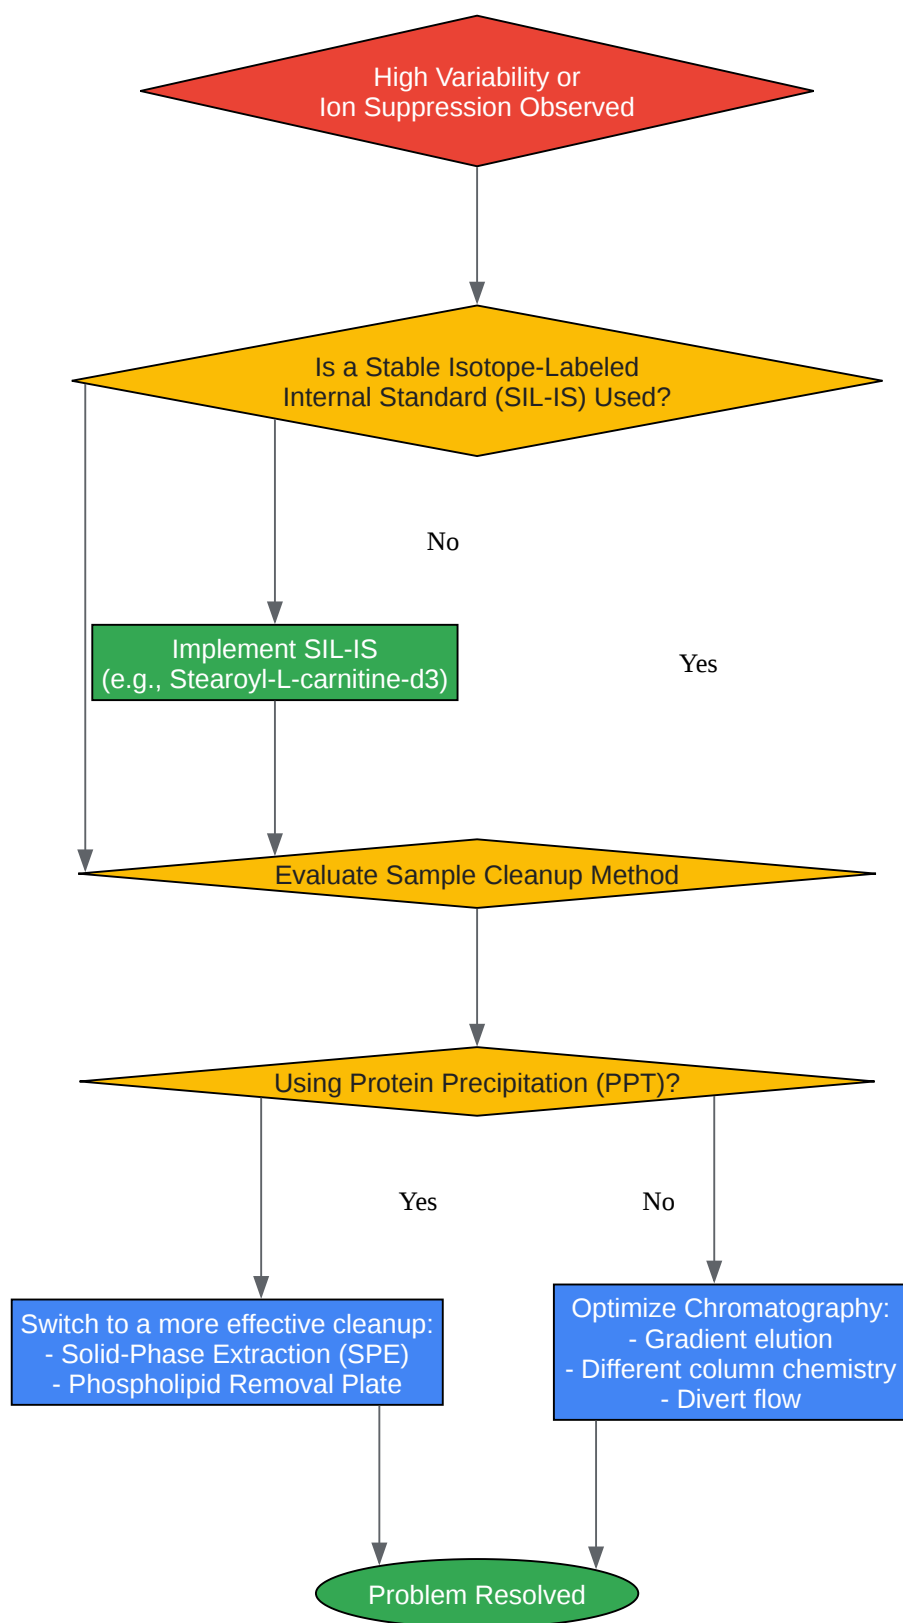 High Variability or
Ion Suppression Observed
Is a Stable Isotope-Labeled
Internal Standard (SIL-IS) Used?
No
Implement SIL-IS
(e.g., Stearoyl-L-carnitine-d3)
Yes
Evaluate Sample Cleanup Method
Using Protein Precipitation (PPT)?
Yes
No
Switch to a more effective cleanup:
- Solid-Phase Extraction (SPE)
- Phospholipid Removal Plate
Optimize Chromatography:
- Gradient elution
- Different column chemistry
- Divert flow
Problem Resolved